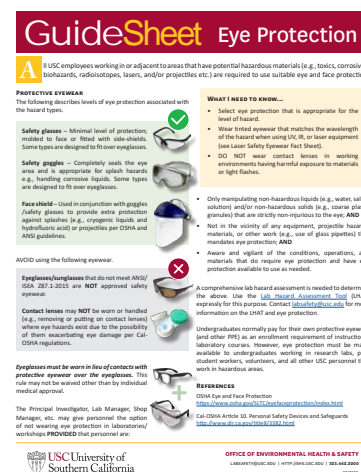 GuideSheet Eye Protection
All USC employees working in or adjacent to areas that have potential hazardous materials (e.g., toxics, corrosiv
biohazards, radioisotopes, lasers, and/or projectiles etc.) are required to use suitable eye and face protectio
PROTECTIVE EYEWEAR
The following describes levels of eye protection associated with
the hazard types.
Safety glasses – Minimal level of protection;
molded to face or fitted with side-shields.
Some types are designed to fit over eyeglasses.
Safety goggles – Completely seals the eye
area and is appropriate for splash hazards
e.g., handling corrosive liquids. Some types
are designed to fit over eyeglasses.
Face shield – Used in conjunction with goggles
/safety glasses to provide extra protection
against splashes (e.g., cryogenic liquids and
hydrofluoric acid) or projectiles per OSHA and
ANSI guidelines.
AVOID using the following eyewear.
Eyeglasses/sunglasses that do not meet ANSI/
ISEA Z87.1-2015 are NOT approved safety
eyewear.
Contact lenses may NOT be worn or handled
(e.g., removing or putting on contact lenses)
where eye hazards exist due to the possibility
of them exacerbating eye damage per Cal-
OSHA regulations.
Eyeglasses must be worn in lieu of contacts with
protective eyewear over the eyeglasses. This
rule may not be waived other than by individual
medical approval.
The Principal Investigator, Lab Manager, Shop
Manager, etc. may give personnel the option
of not wearing eye protection in laboratories/
workshops PROVIDED that personnel are:
WHAT I NEED TO KNOW...
• Select eye protection that is appropriate for the
level of hazard.
• Wear tinted eyewear that matches the wavelength
of the hazard when using UV, IR, or laser equipment
(see Laser Safety Eyewear Fact Sheet).
• DO NOT wear contact lenses in working
environments having harmful exposure to materials
or light flashes.
• Only manipulating non-hazardous liquids (e.g., water, sal
solution) and/or non-hazardous solids (e.g., coarse plas
granules) that are strictly non-injurious to the eye; AND
• Not in the vicinity of any equipment, projectile hazar
materials, or other work (e.g., use of glass pipettes) th
mandates eye protection; AND
• Aware and vigilant of the conditions, operations, a
materials that do require eye protection and have e
protection available to use as needed.
A comprehensive lab hazard assessment is needed to determ
the above. Use the Lab Hazard Assessment Tool (LHA
expressly for this purpose. Contact labsafety@usc.edu for mo
information on the LHAT and eye protection.
Undergraduates normally pay for their own protective eyewe
(and other PPE) as an enrollment requirement of instructio
laboratory courses. However, eye protection must be ma
available to undergraduates working in research labs, p
student workers, volunteers, and all other USC personnel th
work in hazardous areas.
REFERENCES
OSHA Eye and Face Protection
https://www.osha.gov/SLTC/eyefaceprotection/index.html
Cal-OSHA Article 10. Personal Safety Devices and Safeguards
http://www.dir.ca.gov/title8/3382.html
USC University of
Southern California
OFFICE OF ENVIRONMENTAL HEALTH & SAFETY
LABSAFETY@USC.EDU | HTTP://EHS.USC.EDU | 323.442.2200